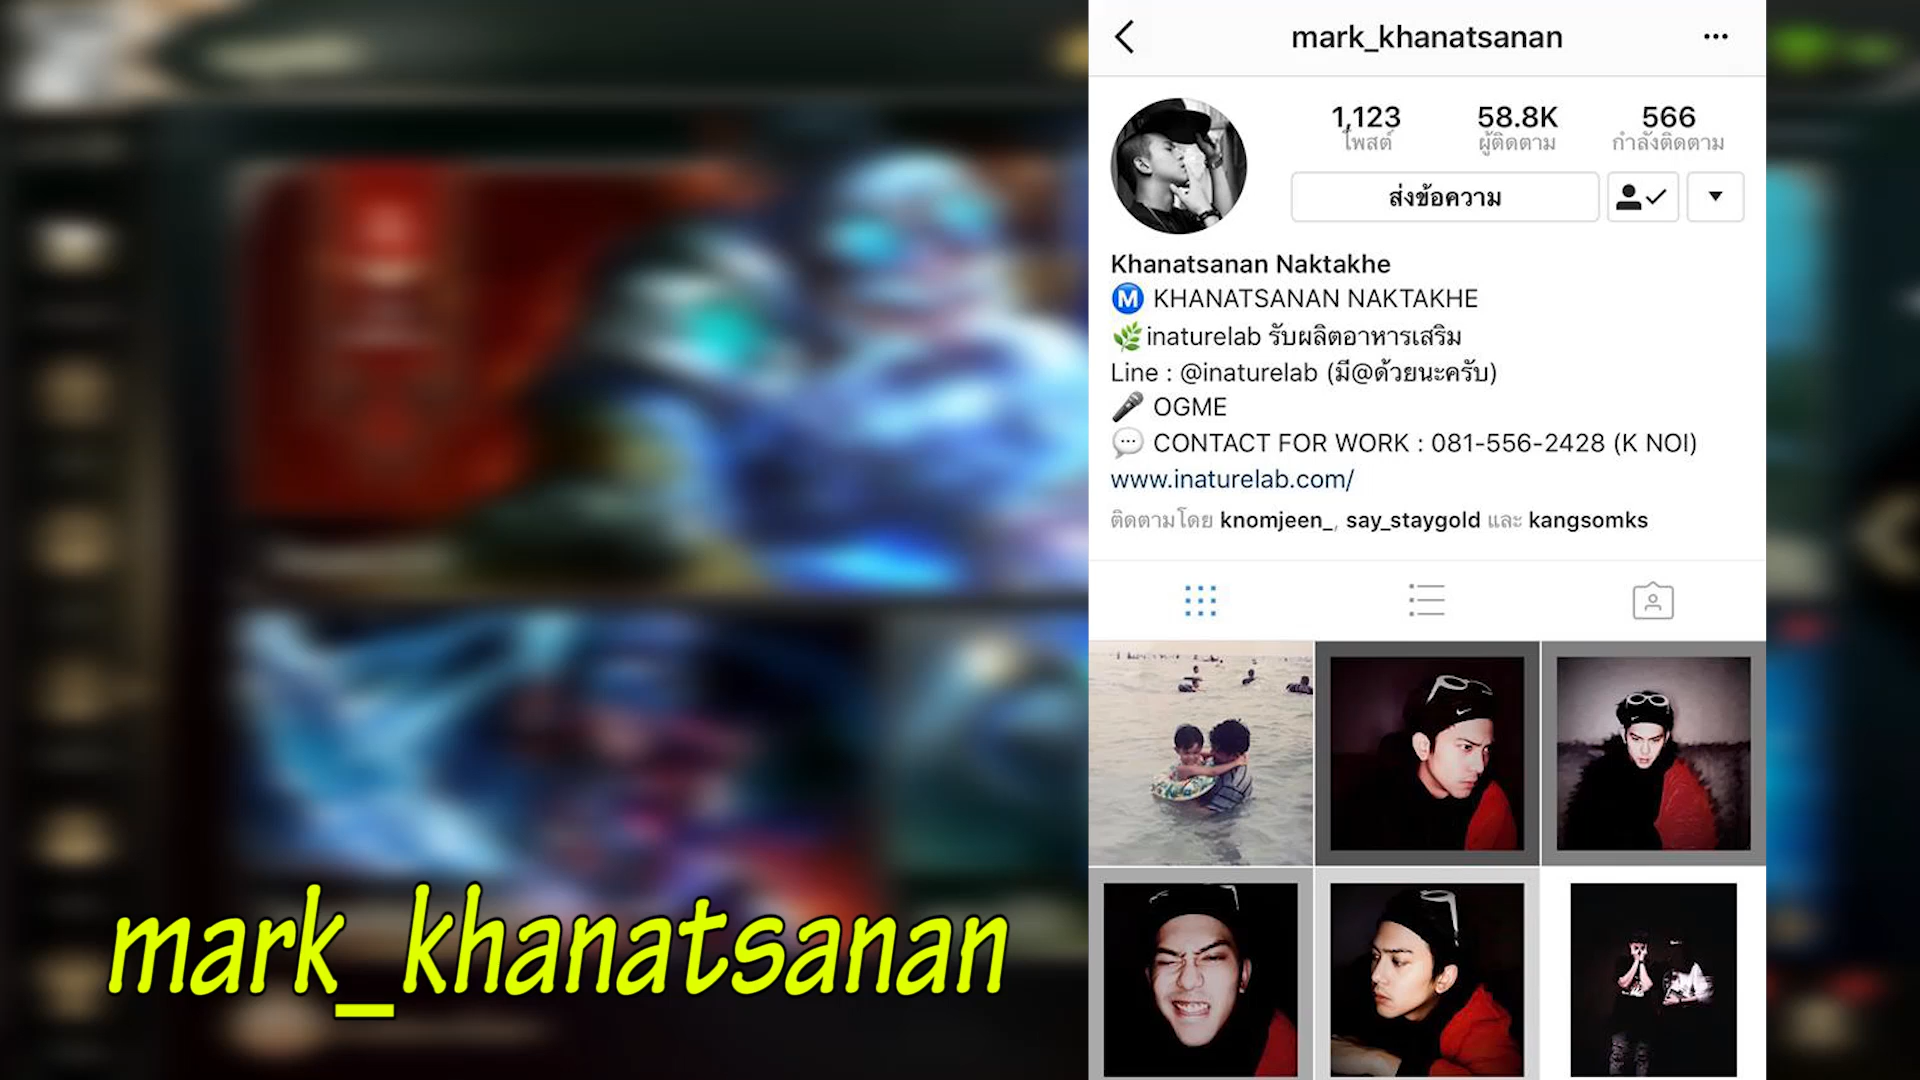 mark_khanatsanan
1,123
58.8K
566
โพสต์
ผู้ติดตาม
กำลังติดตาม
ส่งข้อความ
Khanatsanan Naktakhe
Ⓜ️ KHANATSANAN NAKTAKHE
🌿inaturelab รับผลิตอาหารเสริม
Line : @inaturelab (มี@ด้วยนะครับ)
🎤 OGME
💬 CONTACT FOR WORK : 081-556-2428 (K NOI)
www.inaturelab.com/
ติดตามโดย knomjeen_, say_staygold และ kangsomks
mark_khanatsanan